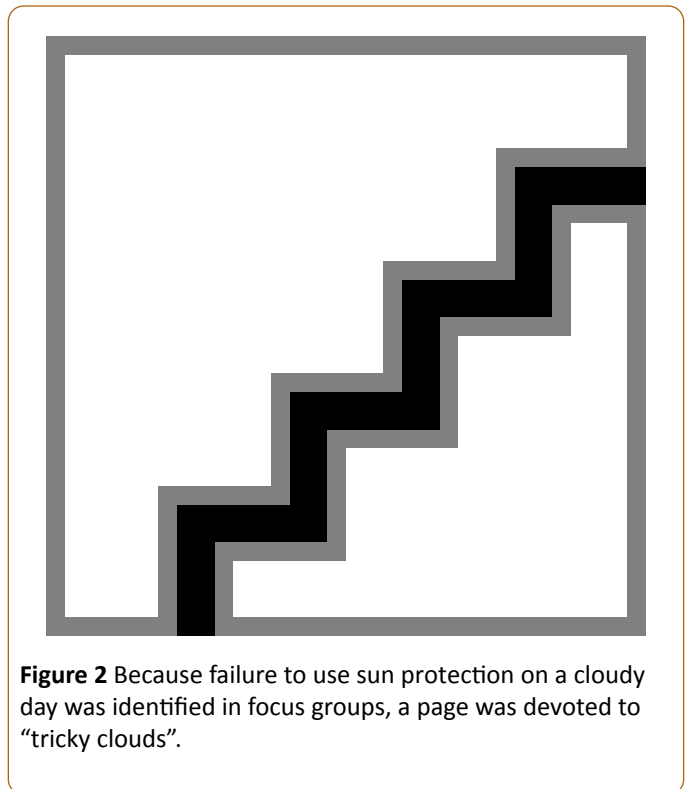 Figure 2 Because failure to use sun protection on a cloudy
day was identified in focus groups, a page was devoted to
“tricky clouds”.